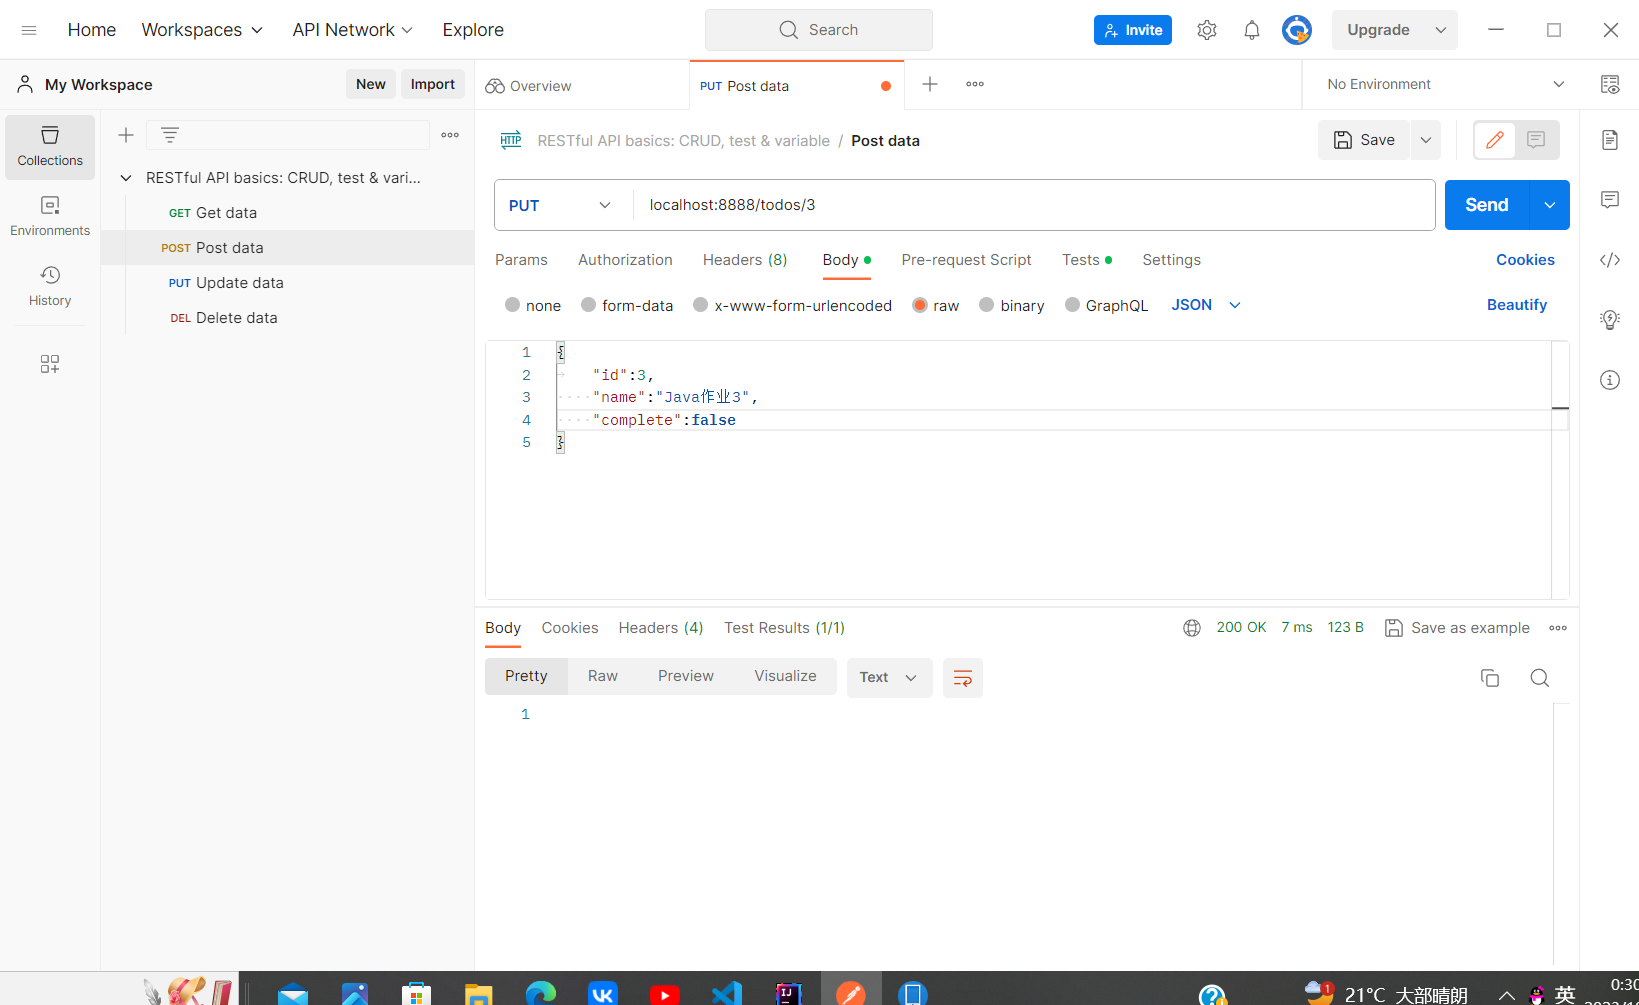 Home Workspaces API Network Explore Search Invite Upgrade
My Workspace New Import Overview PUT Post data No Environment
Collections
Environments
History
RESTful API basics: CRUD, test & vari...
GET Get data
POST Post data
PUT Update data
DEL Delete data
HTTP RESTful API basics: CRUD, test & variable / Post data Save
PUT localhost:8888/todos/3 Send
Params Authorization Headers (8) Body Pre-request Script Tests Settings Cookies
none form-data x-www-form-urlencoded raw binary GraphQL JSON Beautify
1 {
2 "id":3,
3 "name":"Java作业3",
4 "complete":false
5 }
Body Cookies Headers (4) Test Results (1/1) 200 OK 7 ms 123 B Save as example
Pretty Raw Preview Visualize Text
1
21°C 大部晴朗 英 0:30